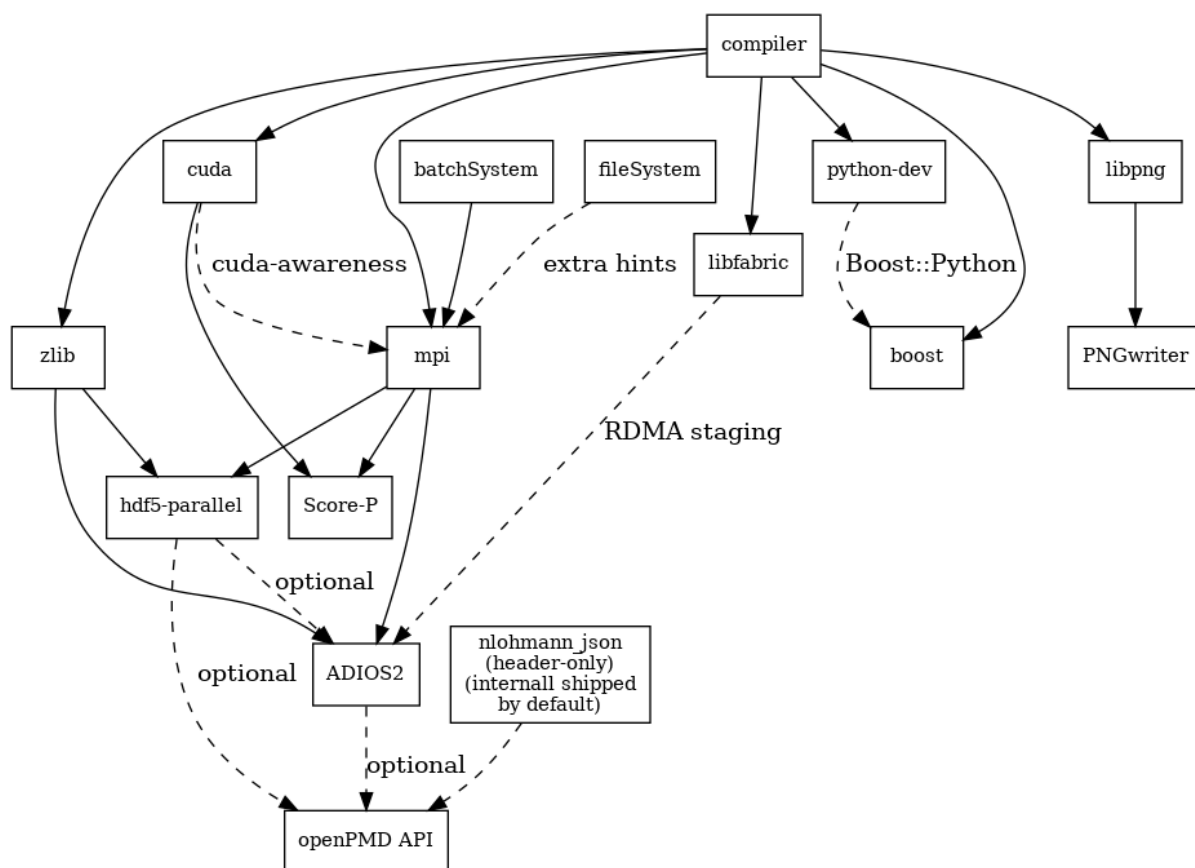 compiler
cuda
batchSystem
fileSystem
python-dev
libpng
libfabric
cuda-awareness
extra hints
Boost::Python
zlib
mpi
boost
PNGwriter
RDMA staging
hdf5-parallel
Score-P
optional
nlohmann_json
(header-only)
(internall shipped
by default)
optional
ADIOS2
optional
openPMD API